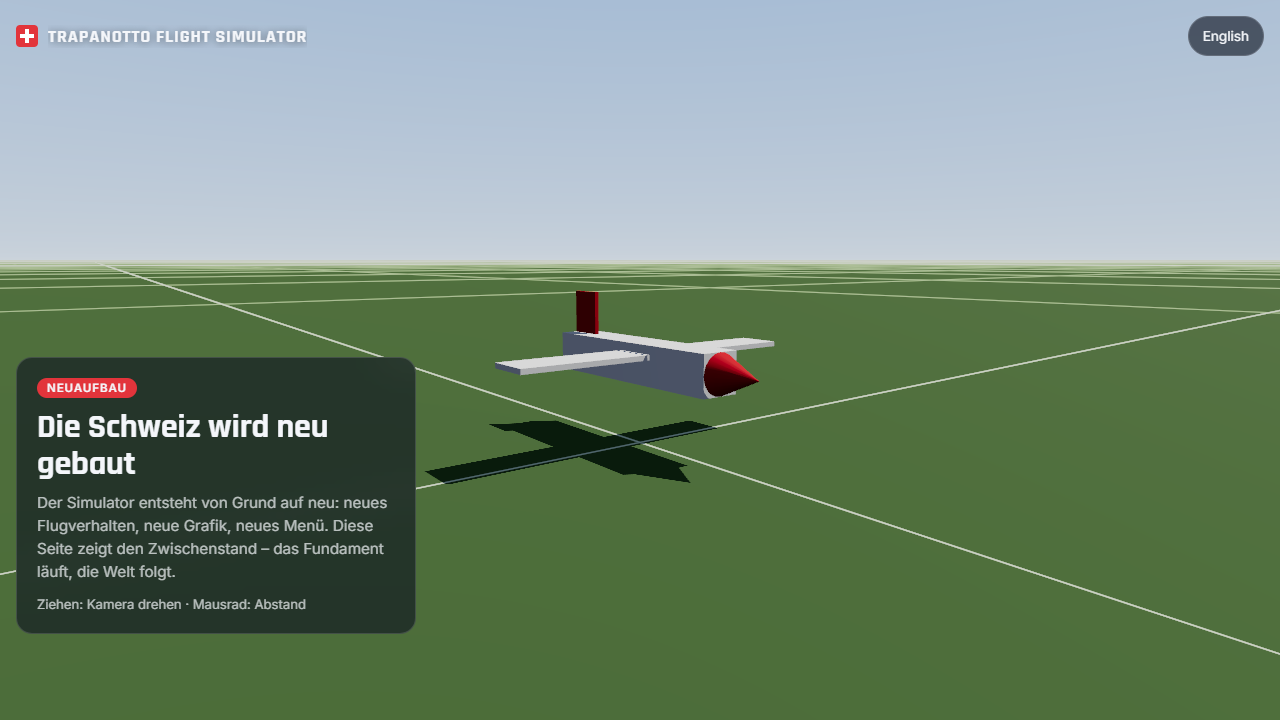 TRAPANOTTO FLIGHT SIMULATOR
English
NEUAUFBAU
Die Schweiz wird neu
gebaut
Der Simulator entsteht von Grund auf neu: neues
Flugverhalten, neue Grafik, neues Menü. Diese
Seite zeigt den Zwischenstand – das Fundament
läuft, die Welt folgt.
Ziehen: Kamera drehen · Mausrad: Abstand